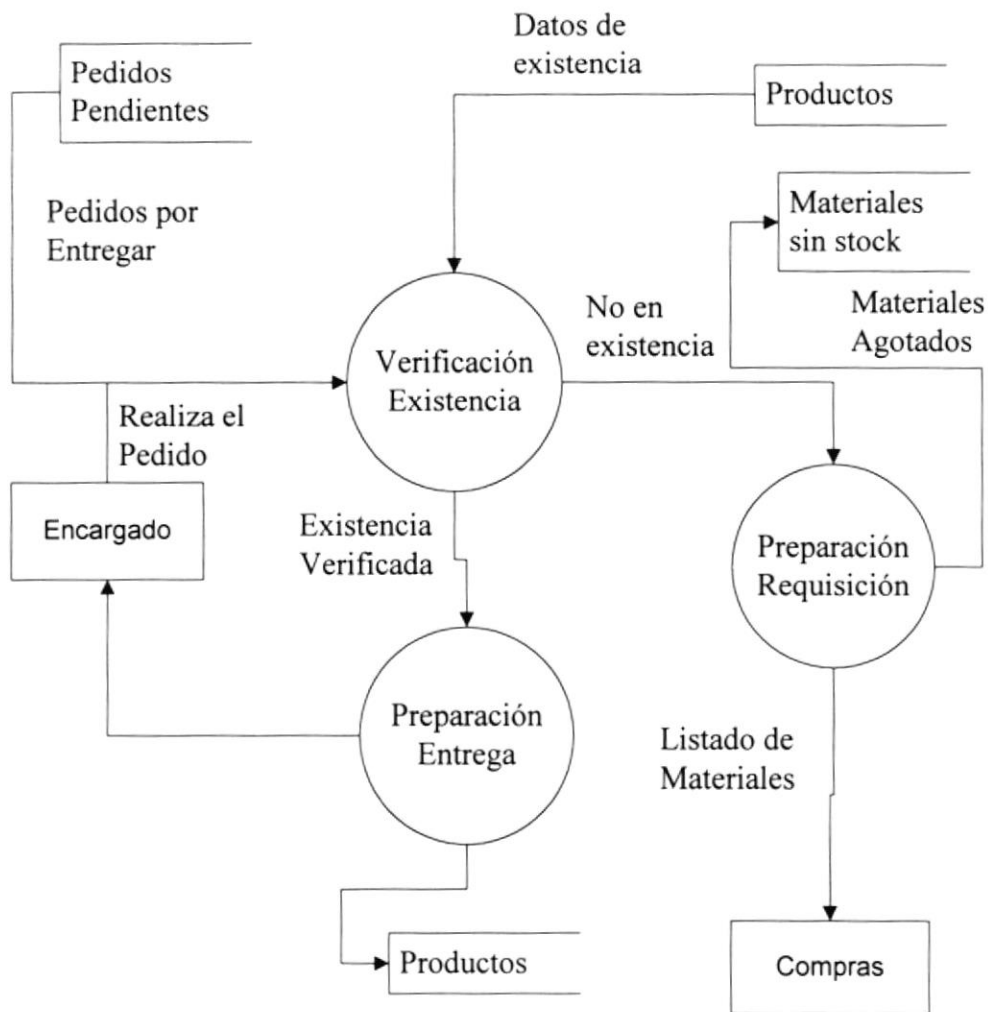 Datos de
existencia
Pedidos
Pendientes
Productos
Pedidos por
Entregar
Materiales
sin stock
No en
existencia
Materiales
Agotados
Verificación
Existencia
Realiza el
Pedido
Encargado
Existencia
Verificada
Preparación
Requisición
Preparación
Entrega
Listado de
Materiales
Productos
Compras